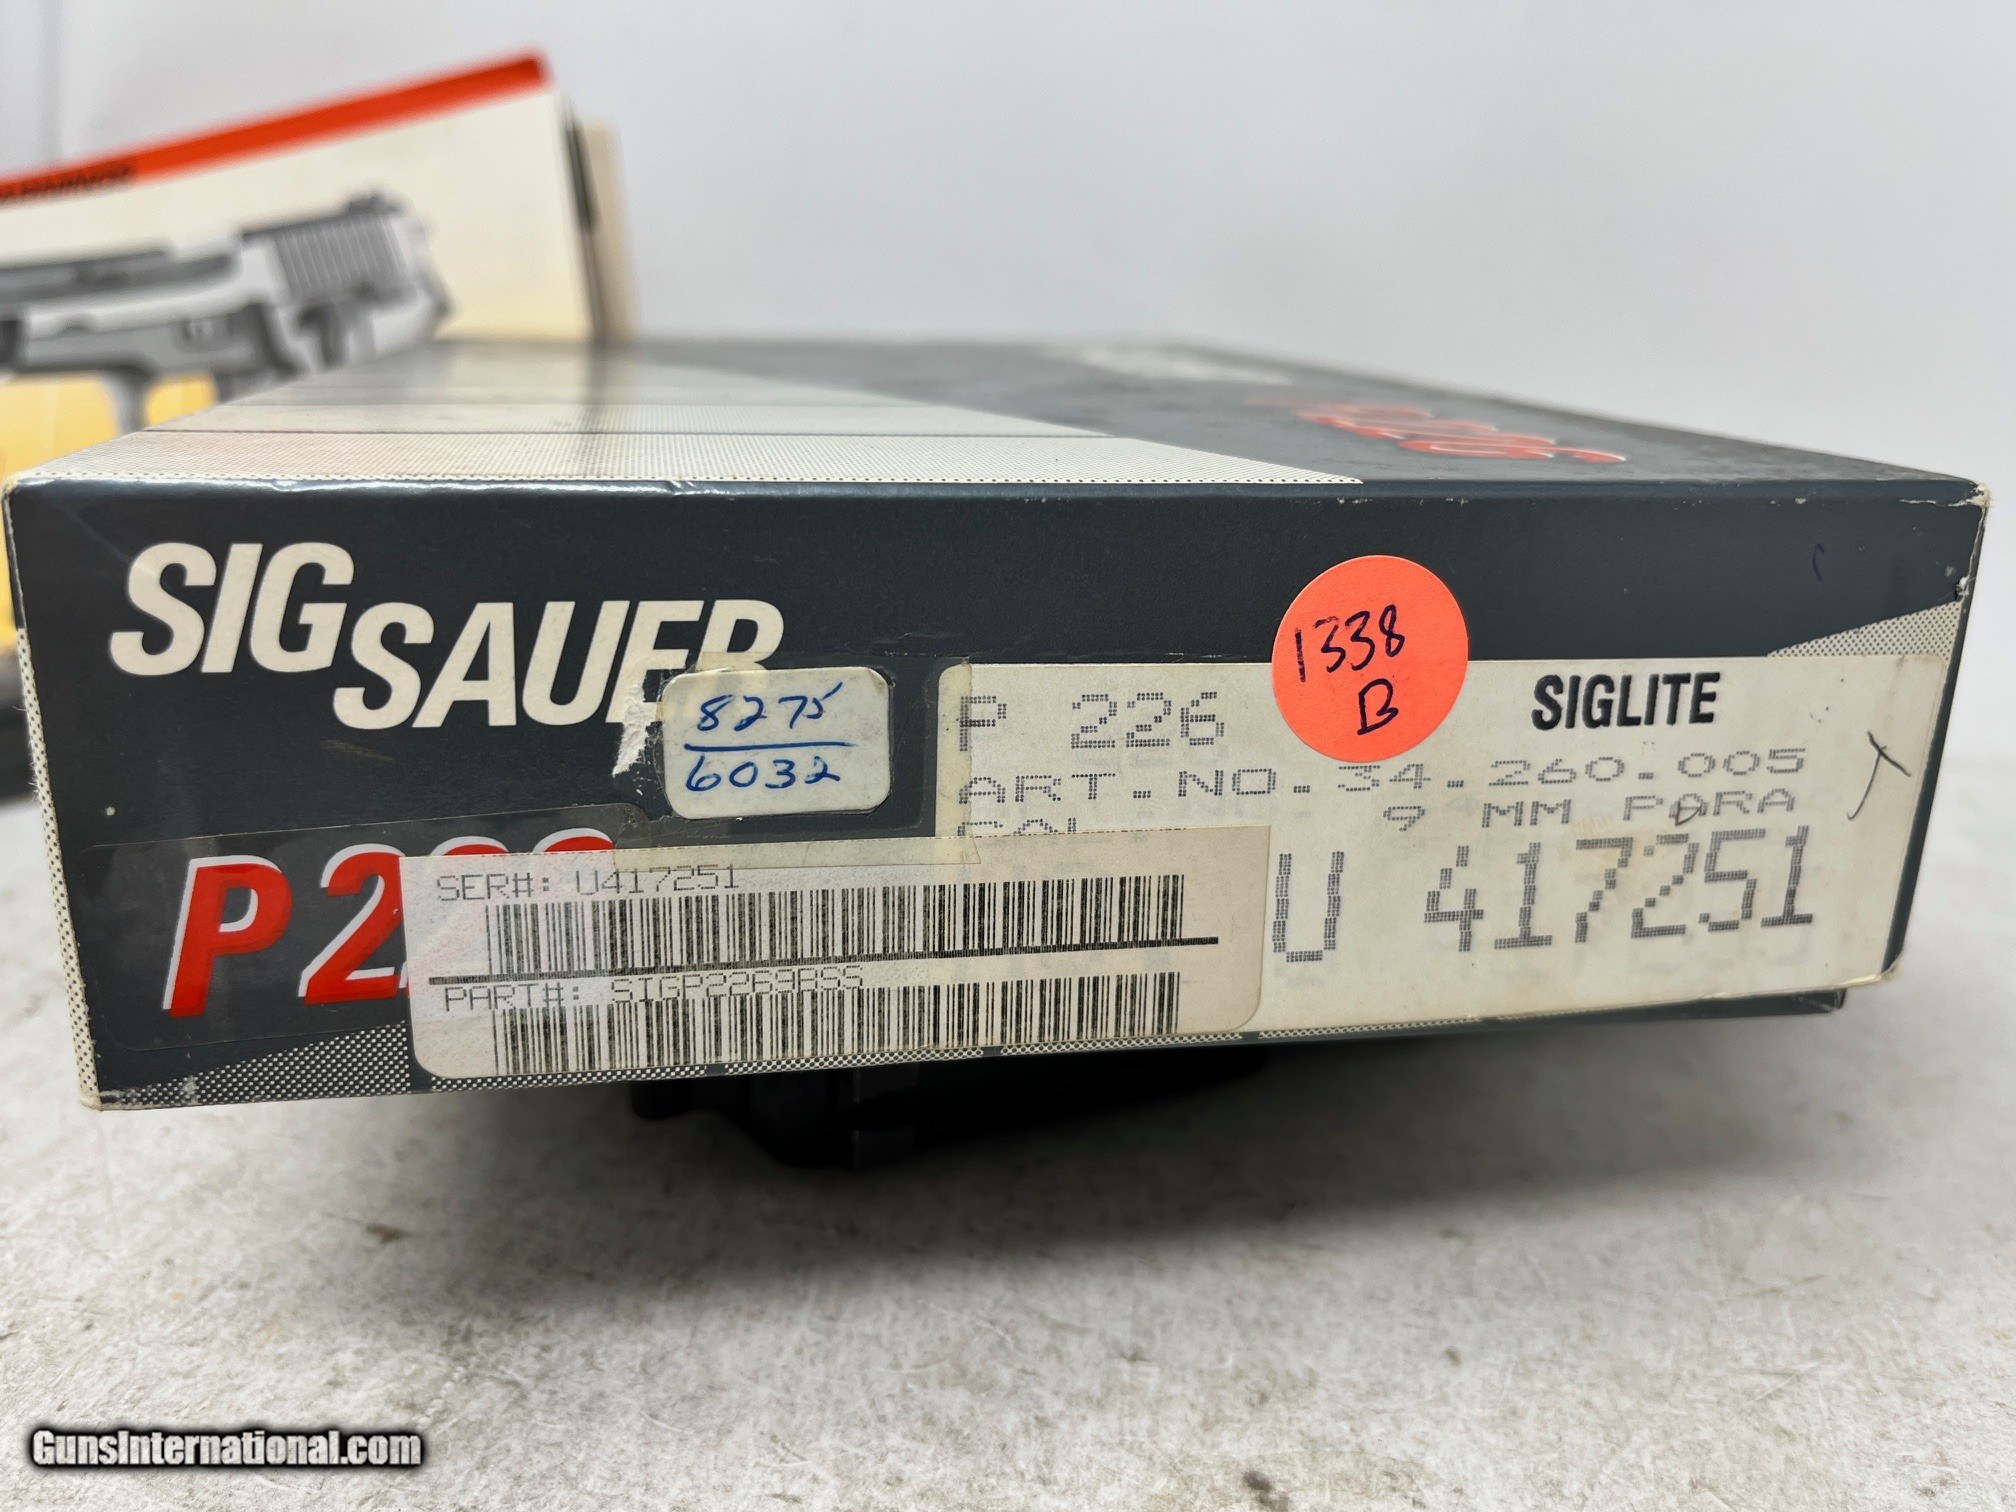 SIG
SAUER
P 2
8275
6032
1338
B
P 226
SIGLITE
ART.NO.34.260.005
9 MM PARA
U 417251
SER#: U417251
PART#: SIGP2269BSS
GunsInternational.com